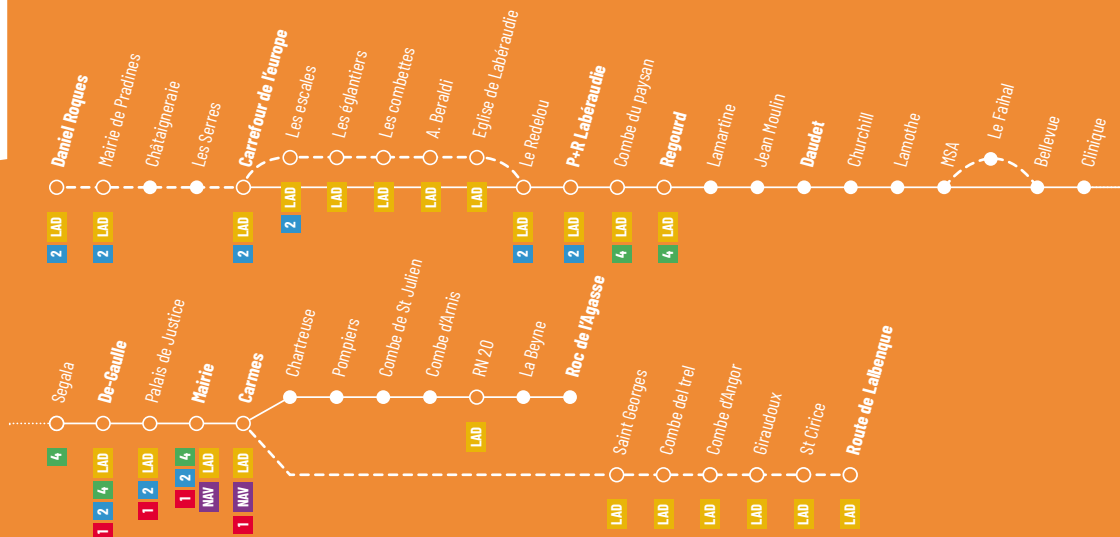 Daniel Roques
2 LAD
Mairie de Pradines
2 LAD
Châtaigneraie
Les Serres
Carrefour de l'europe
2 LAD
Les escales
2 LAD
Les églantiers
LAD
Les combettes
LAD
A. Beraldi
LAD
Eglise de Labéraudie
LAD
Le Redelou
2 LAD
P+R Labéraudie
2 LAD
Combe du paysan
4 LAD
Regourd
4 LAD
Lamartine
Jean Moulin
Daudet
Churchill
Lamothe
MSA
Le Faihal
Bellevue
Clinique
Segala
4
De-Gaulle
1 2 4 LAD
Palais de Justice
1 2 LAD
Mairie
1 2 4
NAV LAD
Carmes
1 NAV LAD
Chartreuse
Pompiers
Combe de St Julien
Combe d'Arnis
RN 20
LAD
La Beyne
Roc de l'Agasse
Saint Georges
LAD
Combe del trel
LAD
Combe d'Angor
LAD
Giraudoux
LAD
St Cirice
LAD
Route de Lalbenque
LAD